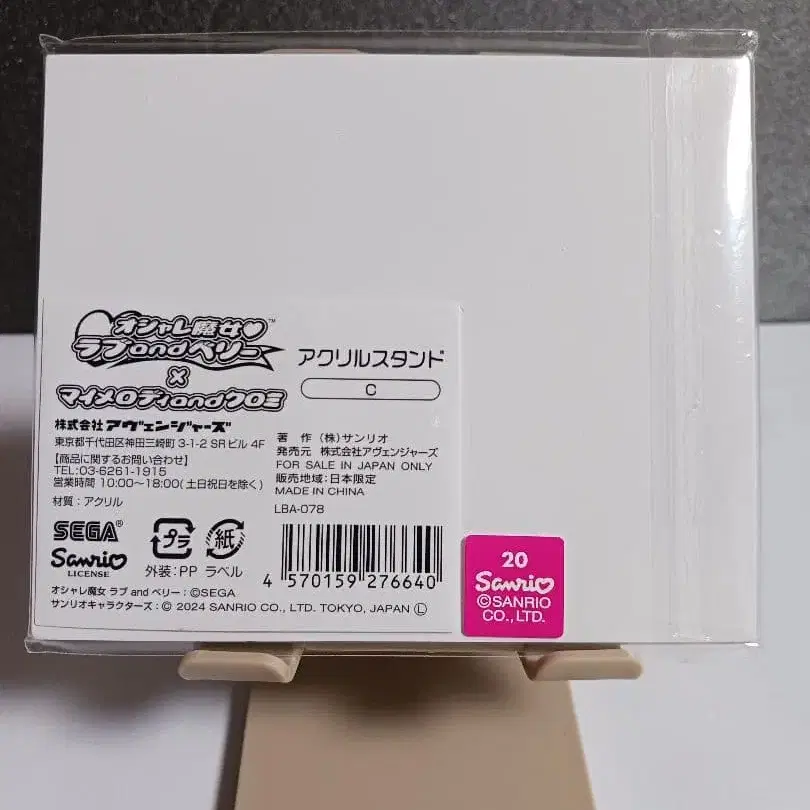 オシャレ魔女♥™
ラブandベリー
×
マイメロディandクロミ
アクリルスタンド
C
株式会社アヴェンジャーズ
東京都千代田区神田三崎町 3-1-2 SRビル 4F
【商品に関するお問い合わせ】
TEL:03-6261-1915
営業時間 10:00〜18:00(土日祝日を除く)
材質：アクリル
著　作 (株)サンリオ
発売元 株式会社アヴェンジャーズ
FOR SALE IN JAPAN ONLY
販売地域:日本限定
MADE IN CHINA
LBA-078
SEGA®
Sanrio
LICENSE
プラ
外装：PP
紙
ラベル
4 570159 276640
オシャレ魔女 ラブ and ベリー：©SEGA
サンリオキャラクターズ：© 2024 SANRIO CO., LTD. TOKYO, JAPAN Ⓛ
20
Sanrio
©SANRIO
CO., LTD.